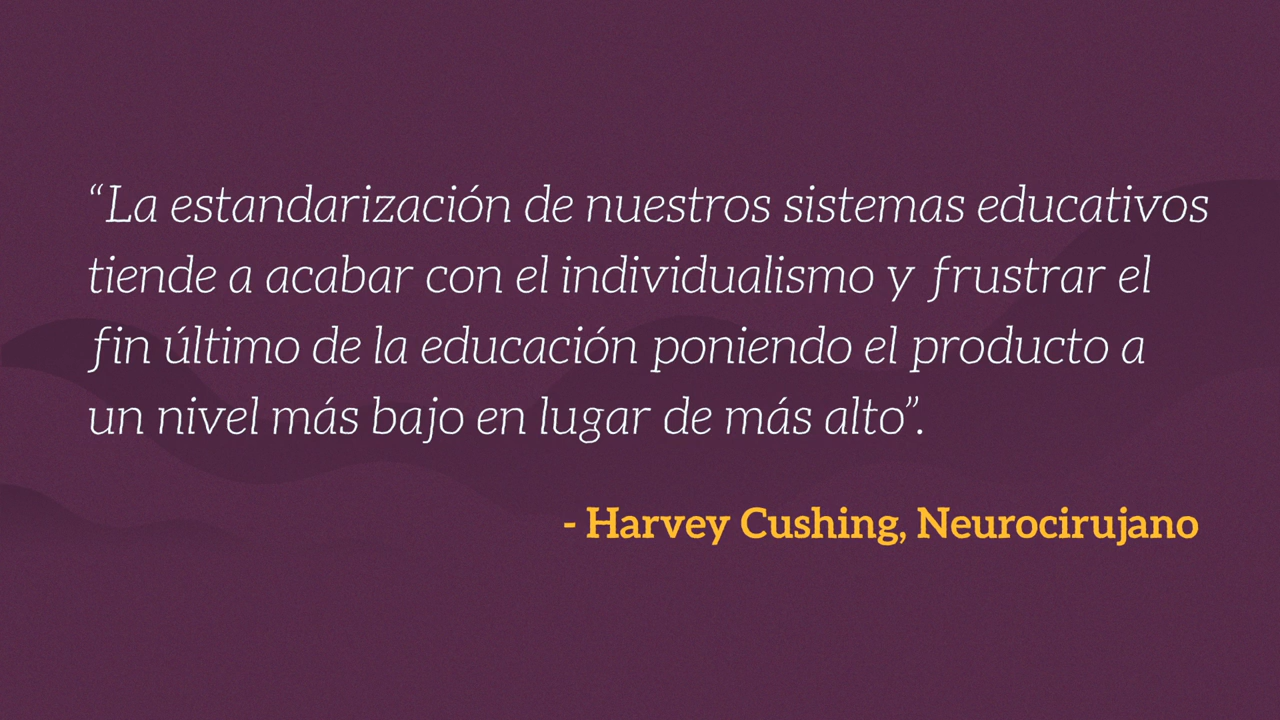 “La estandarización de nuestros sistemas educativos
tiende a acabar con el individualismo y frustrar el
fin último de la educación poniendo el producto a
un nivel más bajo en lugar de más alto”.
- Harvey Cushing, Neurocirujano